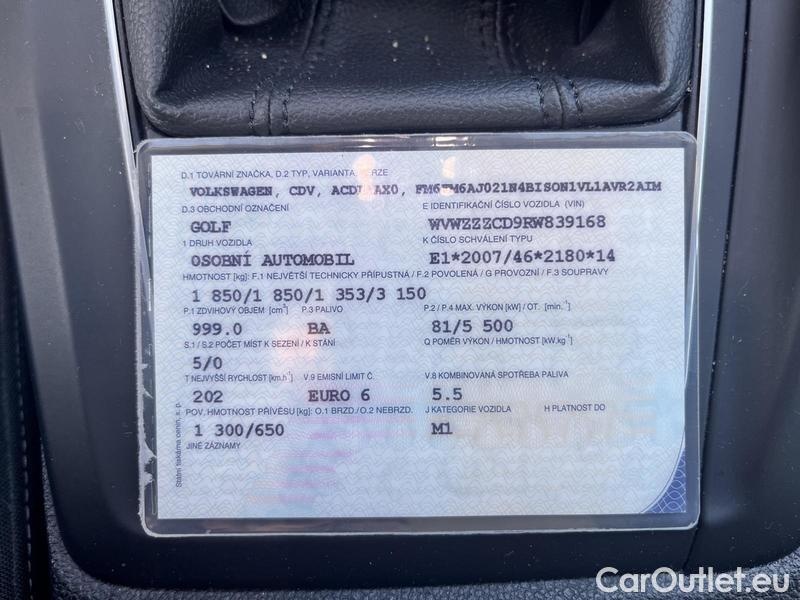 D.1 TOVÁRNÍ ZNAČKA, D.2 TYP, VARIANTA,
VOLKSWAGEN, CDV,
D.3 OBCHODNÍ OZNAČENÍ E IDENTIFIKAČNÍ ČÍSLO VOZIDLA (VIN)
GOLF WVWZZZCD9RW839168
1 DRUH VOZIDLA K ČÍSLO SCHVÁLENÍ TYPU
OSOBNÍ AUTOMOBIL E1*2007/46*2180*14
HMOTNOST [kg]: F.1 NEJVĚTŠÍ TECHNICKY PŘÍPUSTNÁ / F.2 POVOLENÁ / G PROVOZNÍ / F.3 SOUPRAVY
1 850/1 850/1 353/3 150
P.1 ZDVIHOVÝ OBJEM [cm³] P.3 PALIVO P.2 / P.4 MAX. VÝKON [kW] / OT. [min.⁻¹]
999.0 BA 81/5 500
S.1 / S.2 POČET MÍST K SEZENÍ / K STÁNÍ Q POMĚR VÝKON / HMOTNOST [kW.kg⁻¹]
5/0
T NEJVYŠŠÍ RYCHLOST [km.h⁻¹] V.9 EMISNÍ LIMIT Č. V.8 KOMBINOVANÁ SPOTŘEBA PALIVA
202 EURO 6 5.5
POV. HMOTNOST PŘÍVĚSU [kg]: O.1 BRZD. / O.2 NEBRZD. J KATEGORIE VOZIDLA H PLATNOST DO
1 300/650 M1
JINÉ ZÁZNAMY
Státní tiskárna cenin, s. p.
CarOutlet.eu